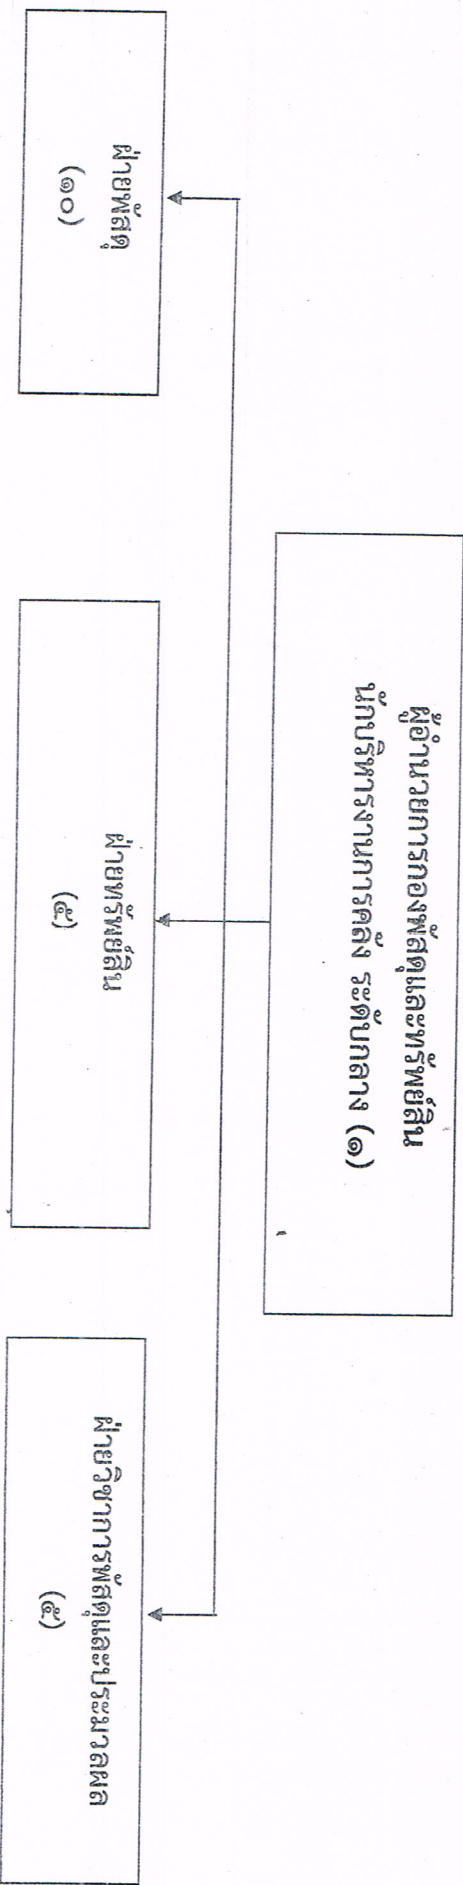 ผู้อำนวยการกองพัสดุและทรัพย์สิน
นักบริหารงานการคลัง ระดับกลาง (๑)
ฝ่ายพัสดุ
(๑๐)
ฝ่ายทรัพย์สิน
(๕)
ฝ่ายวิชาการพัสดุและประมวลผล
(๕)